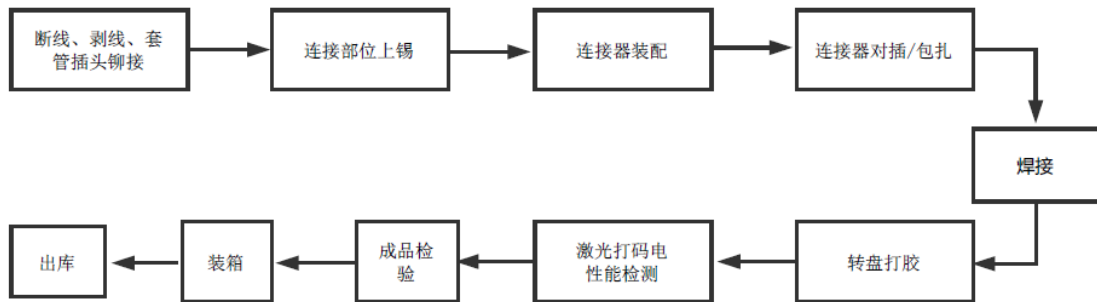 断线、剥线、套
管插头铆接
连接部位上锡
连接器装配
连接器对插/包扎
焊接
转盘打胶
激光打码电
性能检测
成品检
验
装箱
出库